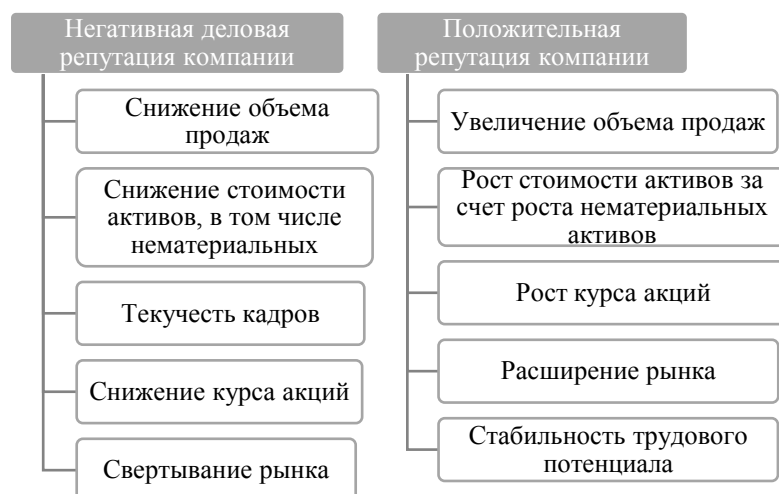 Негативная деловая
репутация компании
Снижение объема
продаж
Снижение стоимости
активов, в том числе
нематериальных
Текучесть кадров
Снижение курса акций
Свертывание рынка
Положительная
репутация компании
Увеличение объема продаж
Рост стоимости активов за
счет роста нематериальных
активов
Рост курса акций
Расширение рынка
Стабильность трудового
потенциала